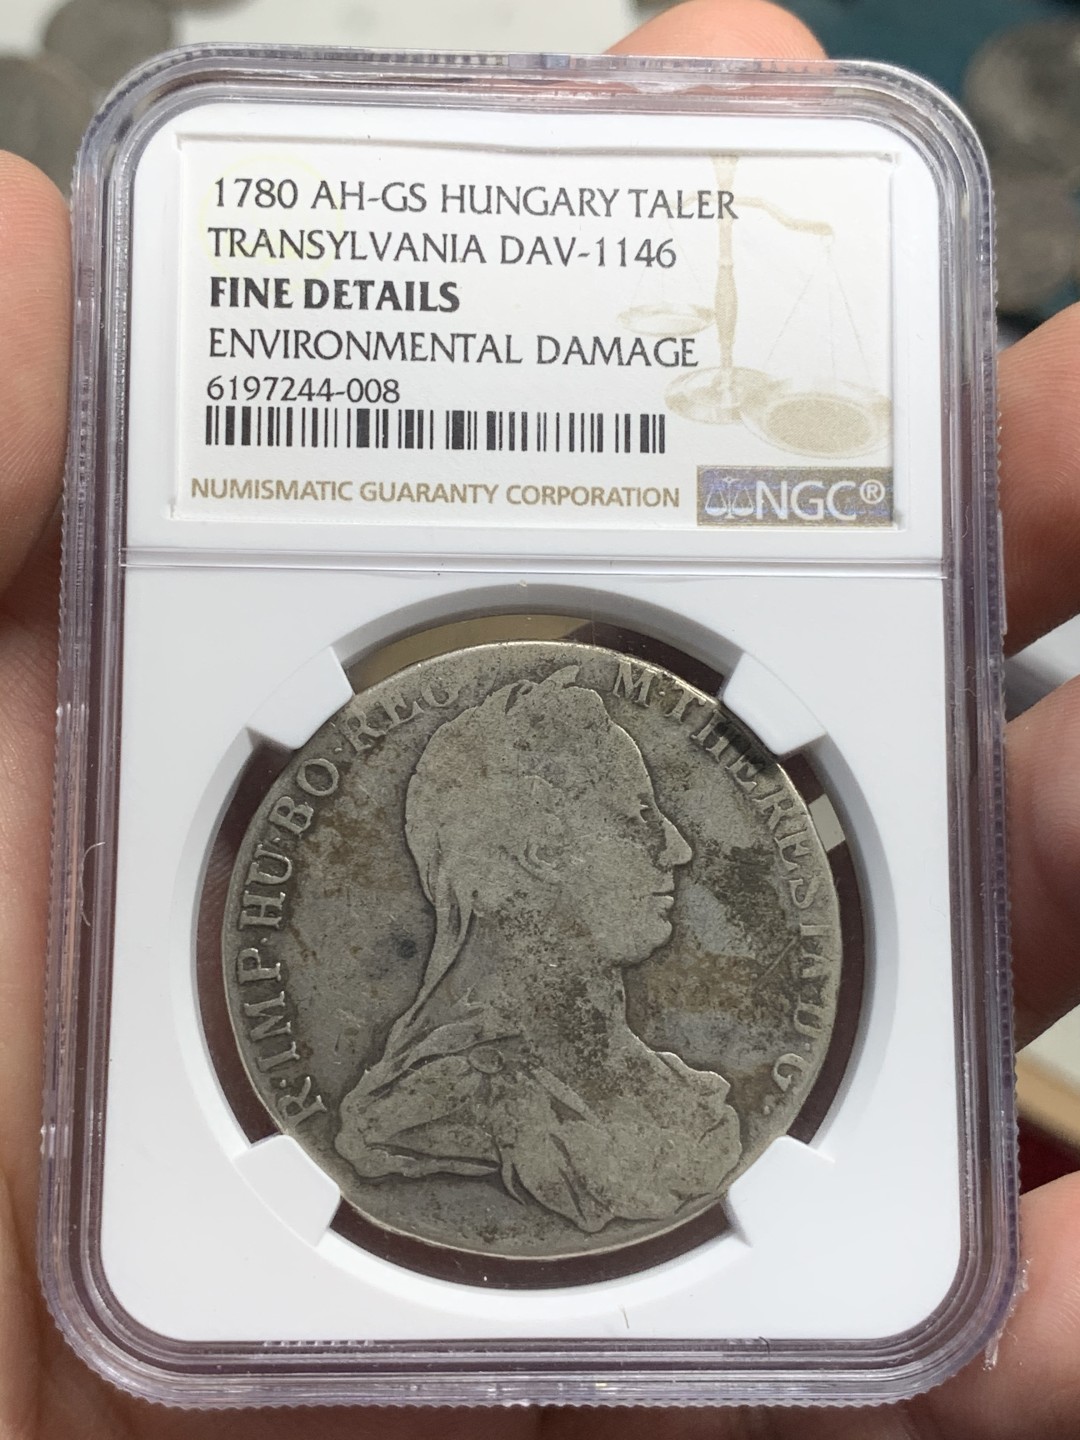 1780 AH-GS HUNGARY TALER
TRANSYLVANIA DAV-1146
FINE DETAILS
ENVIRONMENTAL DAMAGE
6197244-008
NUMISMATIC GUARANTY CORPORATION
NGC®
R·IMP·HU·BO·REG·
M·THERESIA·D·G·